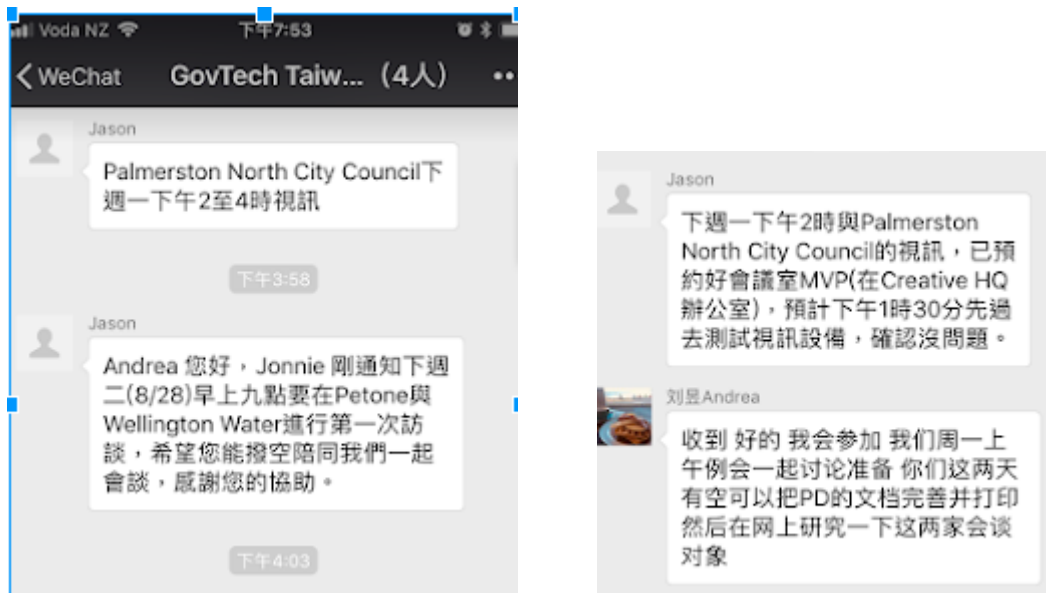 Voda NZ
下午7:53
WeChat
GovTech Taiw... (4人)
Jason
Palmerston North City Council下
週一下午2至4時視訊
下午3:58
Jason
Andrea 您好，Jonnie 剛通知下週
二(8/28)早上九點要在Petone與
Wellington Water進行第一次訪
談，希望您能撥空陪同我們一起
會談，感謝您的協助。
下午4:03
Jason
下週一下午2時與Palmerston
North City Council的視訊，已預
約好會議室MVP(在Creative HQ
辦公室)，預計下午1時30分先過
去測試視訊設備，確認沒問題。
刘昱Andrea
收到 好的 我会参加 我们周一上
午例会一起讨论准备 你们这两天
有空可以把PD的文档完善并打印
然后在网上研究一下这两家会谈
对象